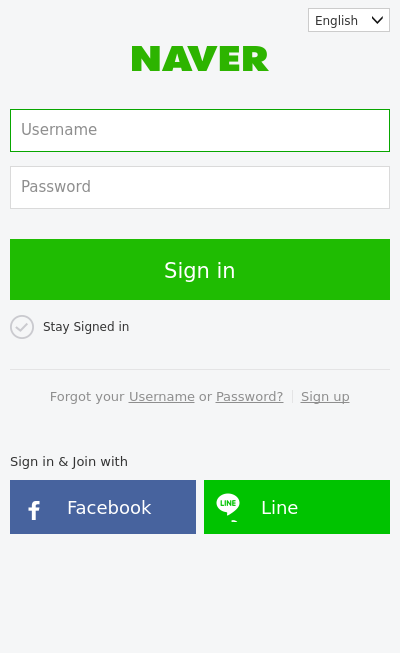 English
NAVER
Username
Password
Sign in
Stay Signed in
Forgot your Username or Password? Sign up
Sign in & Join with
Facebook
LINE Line